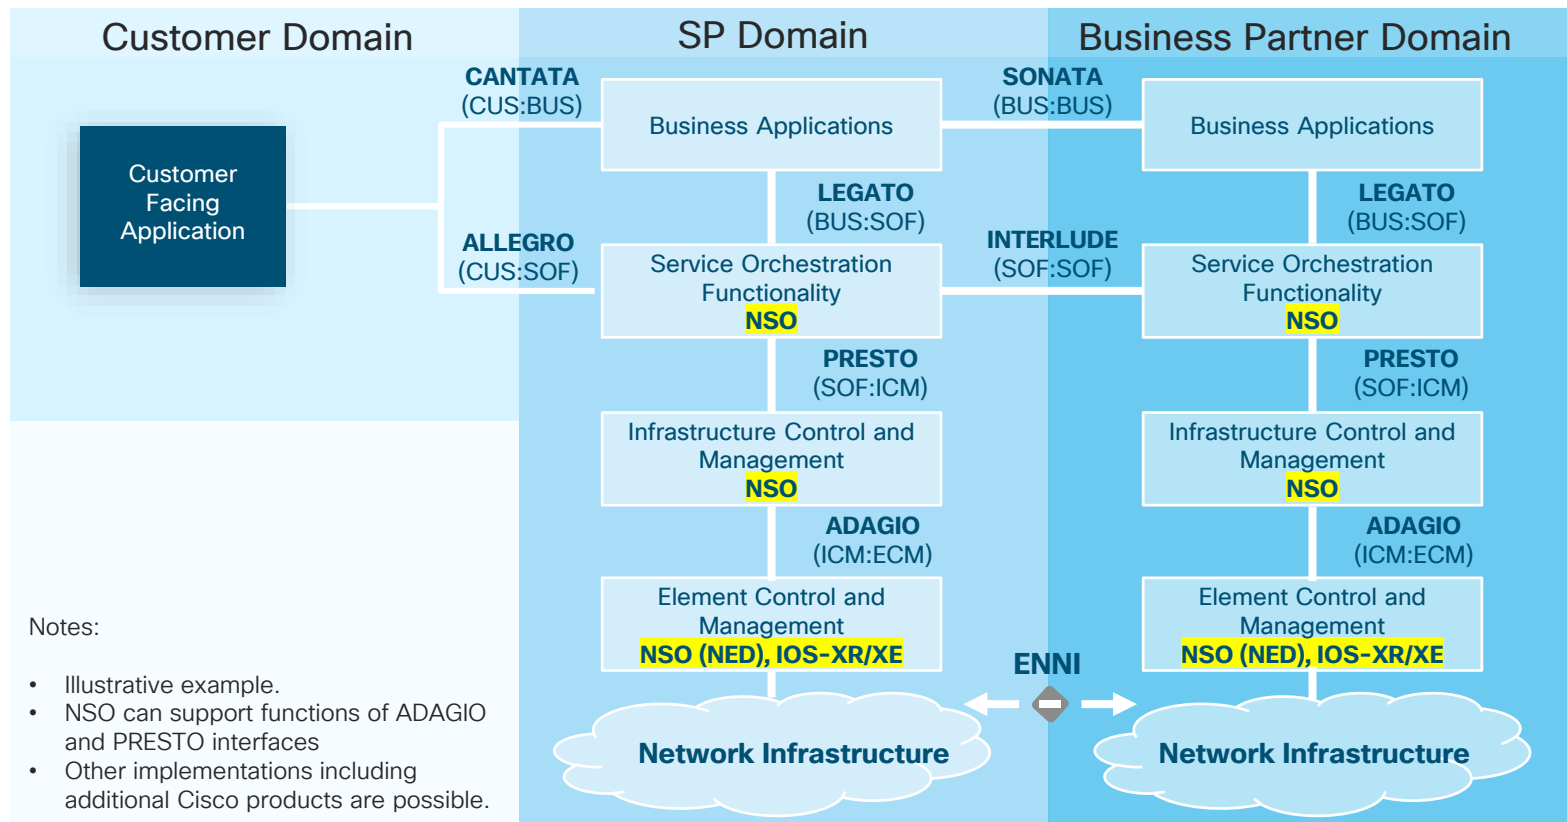 Customer Domain
SP Domain
Business Partner Domain
CANTATA
(CUS:BUS)
SONATA
(BUS:BUS)
Business Applications
Business Applications
Customer
Facing
Application
LEGATO
(BUS:SOF)
LEGATO
(BUS:SOF)
ALLEGRO
(CUS:SOF)
INTERLUDE
(SOF:SOF)
Service Orchestration
Functionality
NSO
Service Orchestration
Functionality
NSO
PRESTO
(SOF:ICM)
PRESTO
(SOF:ICM)
Infrastructure Control and
Management
NSO
Infrastructure Control and
Management
NSO
ADAGIO
(ICM:ECM)
ADAGIO
(ICM:ECM)
Element Control and
Management
NSO (NED), IOS-XR/XE
Element Control and
Management
NSO (NED), IOS-XR/XE
ENNI
Network Infrastructure
Network Infrastructure
Notes:
• Illustrative example.
• NSO can support functions of ADAGIO
and PRESTO interfaces
• Other implementations including
additional Cisco products are possible.